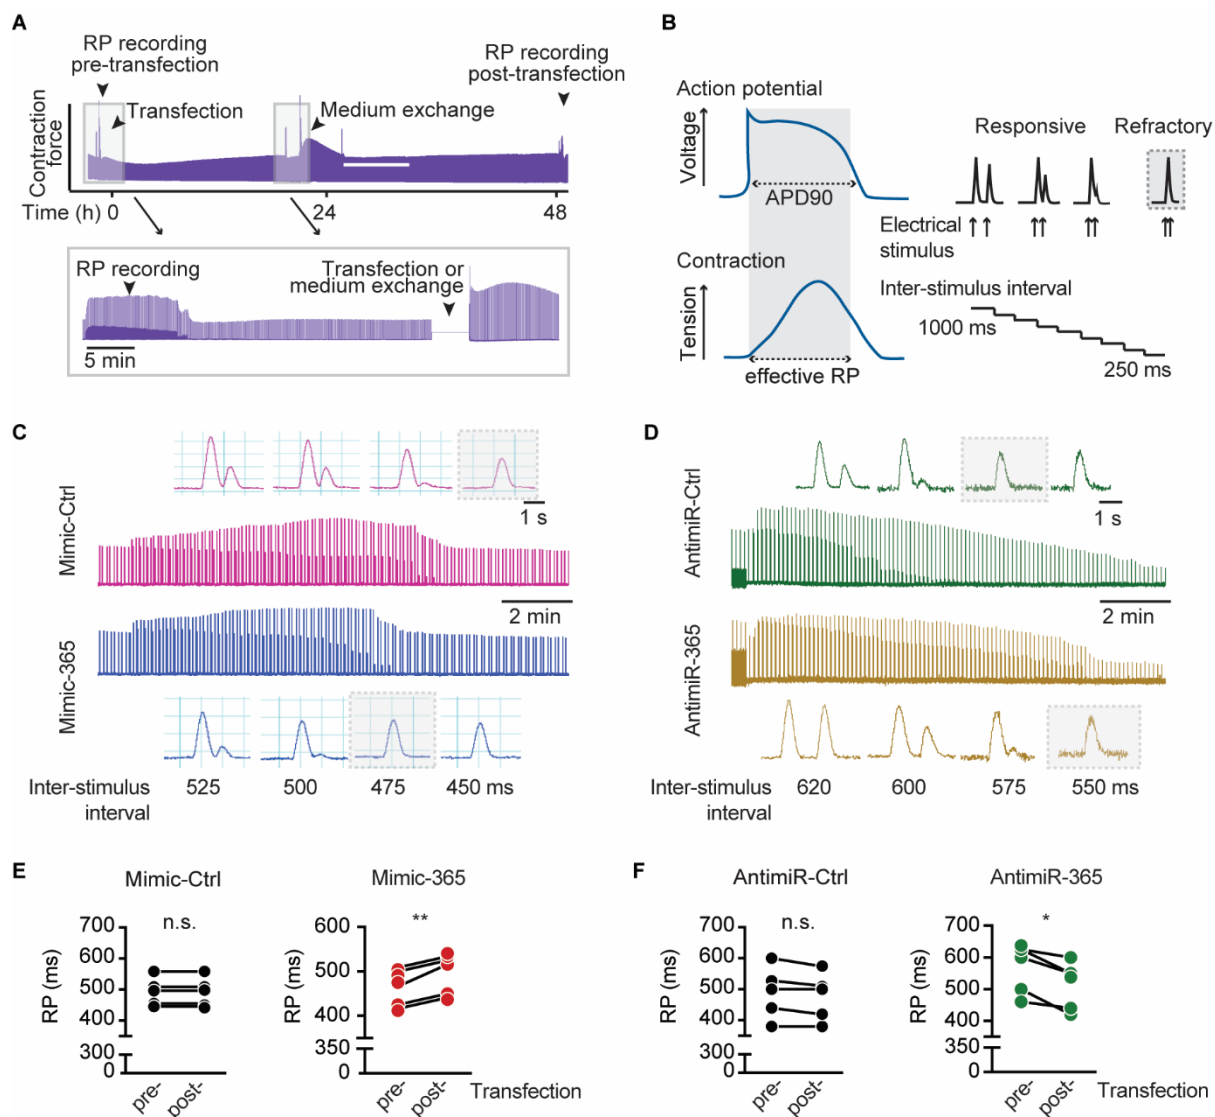 A
RP recording
pre-transfection
RP recording
post-transfection
Transfection
Medium exchange
Contraction
force
Time (h) 0 24 48
RP recording
Transfection or
medium exchange
5 min
B
Action potential
Voltage
APD90
Responsive Refractory
Electrical
stimulus
Contraction
Tension
effective RP
Inter-stimulus interval
1000 ms
250 ms
C
Mimic-Ctrl
1 s
2 min
Mimic-365
Inter-stimulus
interval
525 500 475 450 ms
D
AntimiR-Ctrl
1 s
2 min
AntimiR-365
Inter-stimulus
interval
620 600 575 550 ms
E
Mimic-Ctrl
n.s.
RP (ms)
700
600
500
400
300
0
pre- post-
Mimic-365
**
RP (ms)
600
500
400
350
0
pre- post- Transfection
F
AntimiR-Ctrl
n.s.
RP (ms)
700
600
500
400
300
0
pre- post-
AntimiR-365
*
RP (ms)
700
600
500
400
350
0
pre- post- Transfection